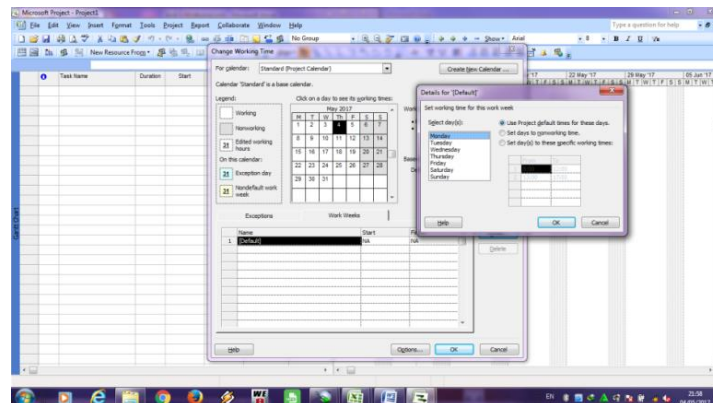 Microsoft Project - Project1
File Edit View Insert Format Tools Project Report Collaborate Window Help
Type a question for help
No Group
Show
Arial
8
B I U
New Resource From
Task Name Duration Start
'17 22 May '17 29 May '17 05 Jun '17
Gantt Chart
Change Working Time
For calendar: Standard (Project Calendar)
Create New Calendar ...
Calendar 'Standard' is a base calendar.
Legend:
Working
Nonworking
31 Edited working hours
On this calendar:
31 Exception day
31 Nondefault work week
Click on a day to see its working times:
May 2017
M T W Th F S S
1 2 3 4 5 6 7
8 9 10 11 12 13 14
15 16 17 18 19 20 21
22 23 24 25 26 27 28
29 30 31
Exceptions Work Weeks
Name Start
1 [Default] NA NA
Delete
Help Options... OK Cancel
Details for '[Default]'
Set working time for this work week
Select day(s):
Monday
Tuesday
Wednesday
Thursday
Friday
Saturday
Sunday
Use Project default times for these days.
Set days to nonworking time.
Set day(s) to these specific working times:
Help OK Cancel
EN
21:58